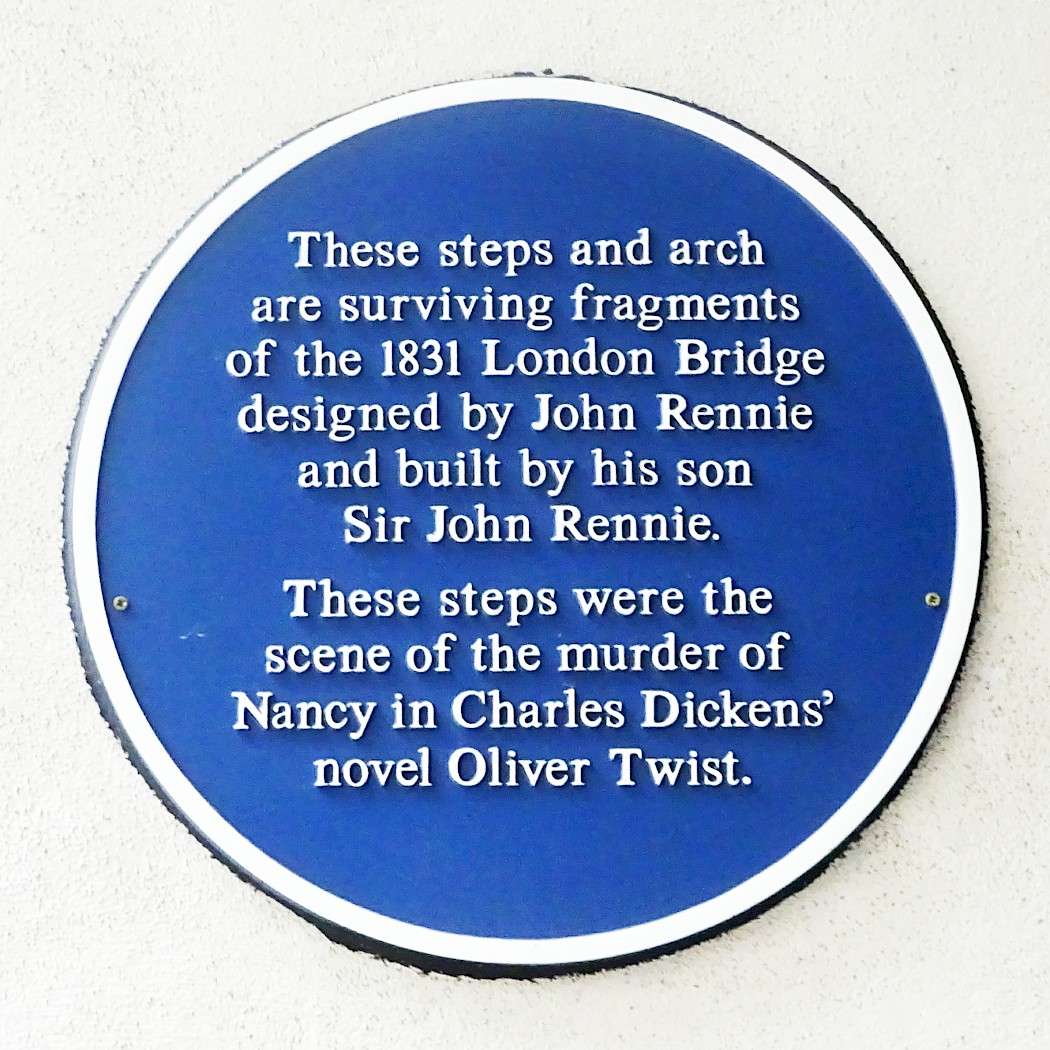 These steps and arch
are surviving fragments
of the 1831 London Bridge
designed by John Rennie
and built by his son
Sir John Rennie.
These steps were the
scene of the murder of
Nancy in Charles Dickens’
novel Oliver Twist.